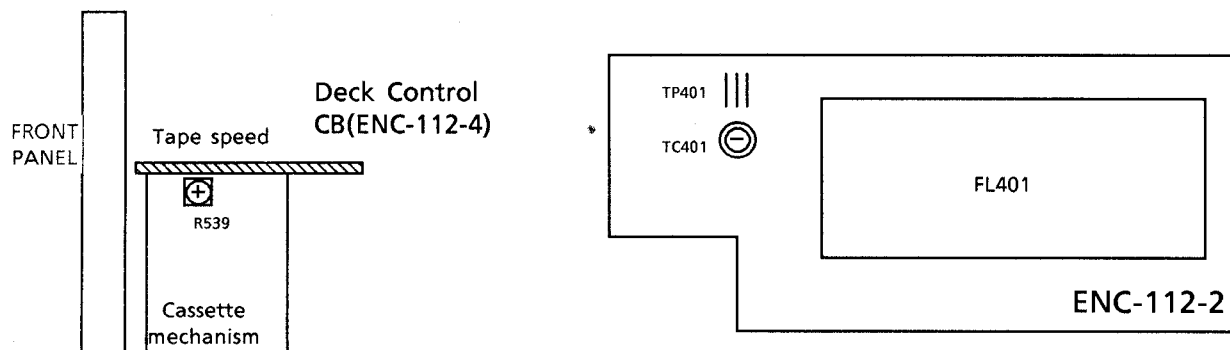 Deck Control
CB(ENC-112-4)
FRONT
PANEL
Tape speed
R539
Cassette
mechanism
TP401
TC401
FL401
ENC-112-2